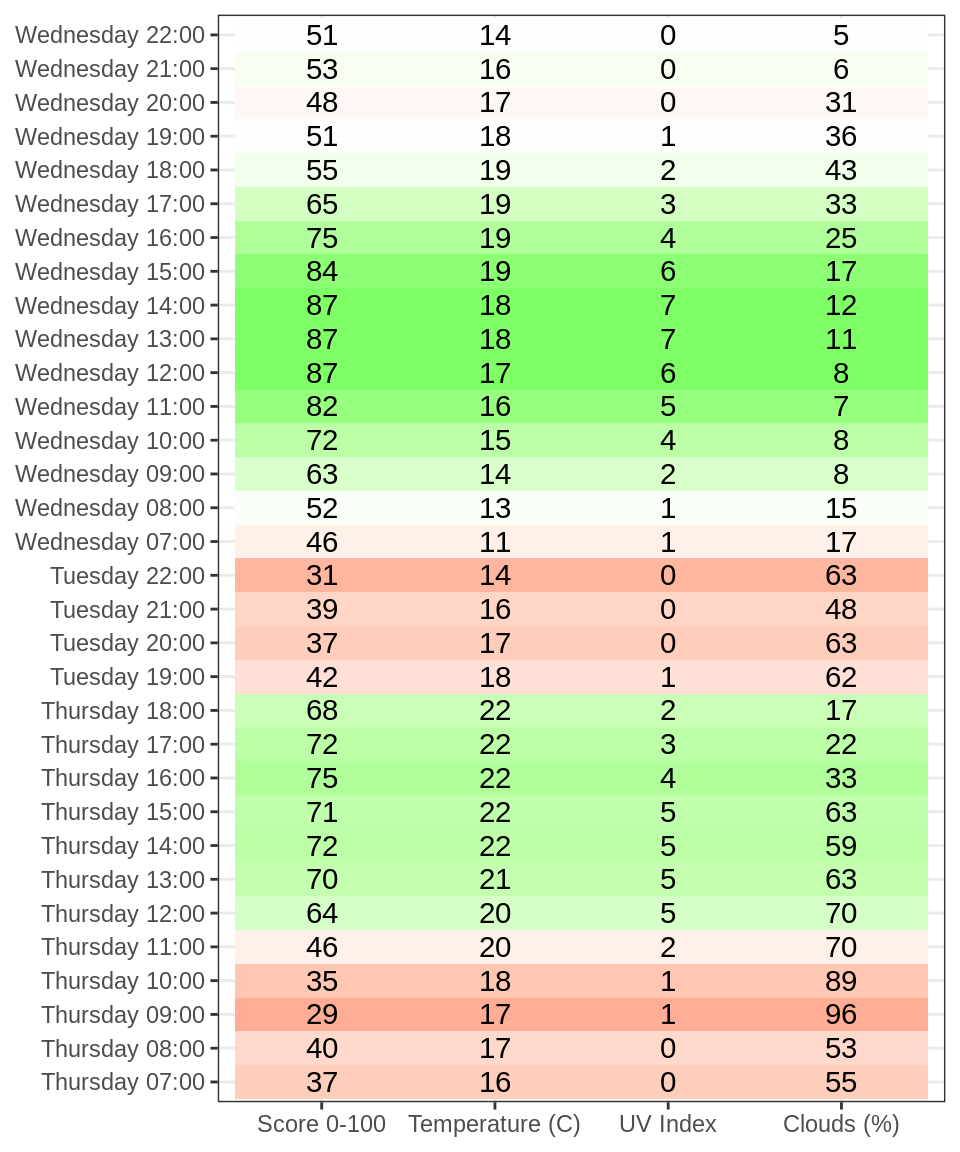 Wednesday 22:00 51 14 0 5
Wednesday 21:00 53 16 0 6
Wednesday 20:00 48 17 0 31
Wednesday 19:00 51 18 1 36
Wednesday 18:00 55 19 2 43
Wednesday 17:00 65 19 3 33
Wednesday 16:00 75 19 4 25
Wednesday 15:00 84 19 6 17
Wednesday 14:00 87 18 7 12
Wednesday 13:00 87 18 7 11
Wednesday 12:00 87 17 6 8
Wednesday 11:00 82 16 5 7
Wednesday 10:00 72 15 4 8
Wednesday 09:00 63 14 2 8
Wednesday 08:00 52 13 1 15
Wednesday 07:00 46 11 1 17
Tuesday 22:00 31 14 0 63
Tuesday 21:00 39 16 0 48
Tuesday 20:00 37 17 0 63
Tuesday 19:00 42 18 1 62
Thursday 18:00 68 22 2 17
Thursday 17:00 72 22 3 22
Thursday 16:00 75 22 4 33
Thursday 15:00 71 22 5 63
Thursday 14:00 72 22 5 59
Thursday 13:00 70 21 5 63
Thursday 12:00 64 20 5 70
Thursday 11:00 46 20 2 70
Thursday 10:00 35 18 1 89
Thursday 09:00 29 17 1 96
Thursday 08:00 40 17 0 53
Thursday 07:00 37 16 0 55
Score 0-100 Temperature (C) UV Index Clouds (%)